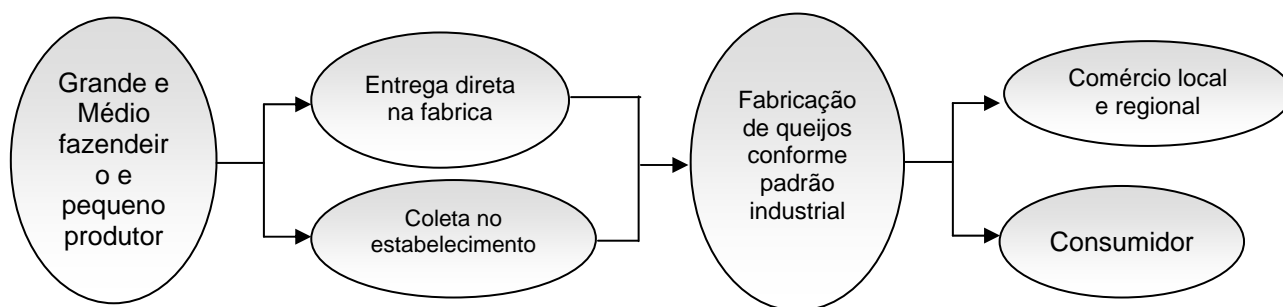 Grande e
Médio
fazendeir
o e
pequeno
produtor
Entrega direta
na fabrica
Coleta no
estabelecimento
Fabricação
de queijos
conforme
padrão
industrial
Comércio local
e regional
Consumidor